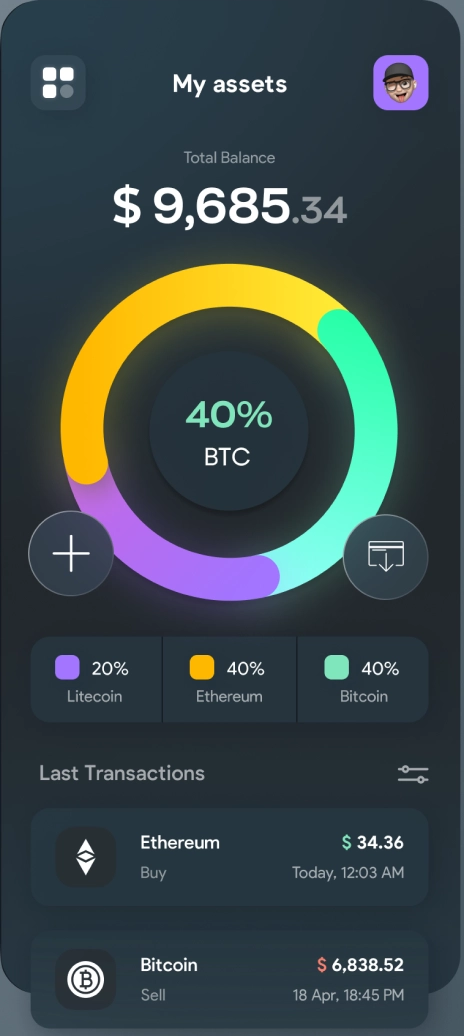 My assets
Total Balance
$ 9,685.34
40%
BTC
20% 40% 40%
Litecoin Ethereum Bitcoin
Last Transactions
Ethereum $ 34.36
Buy Today, 12:03 AM
Bitcoin $ 6,838.52
Sell 18 Apr, 18:45 PM